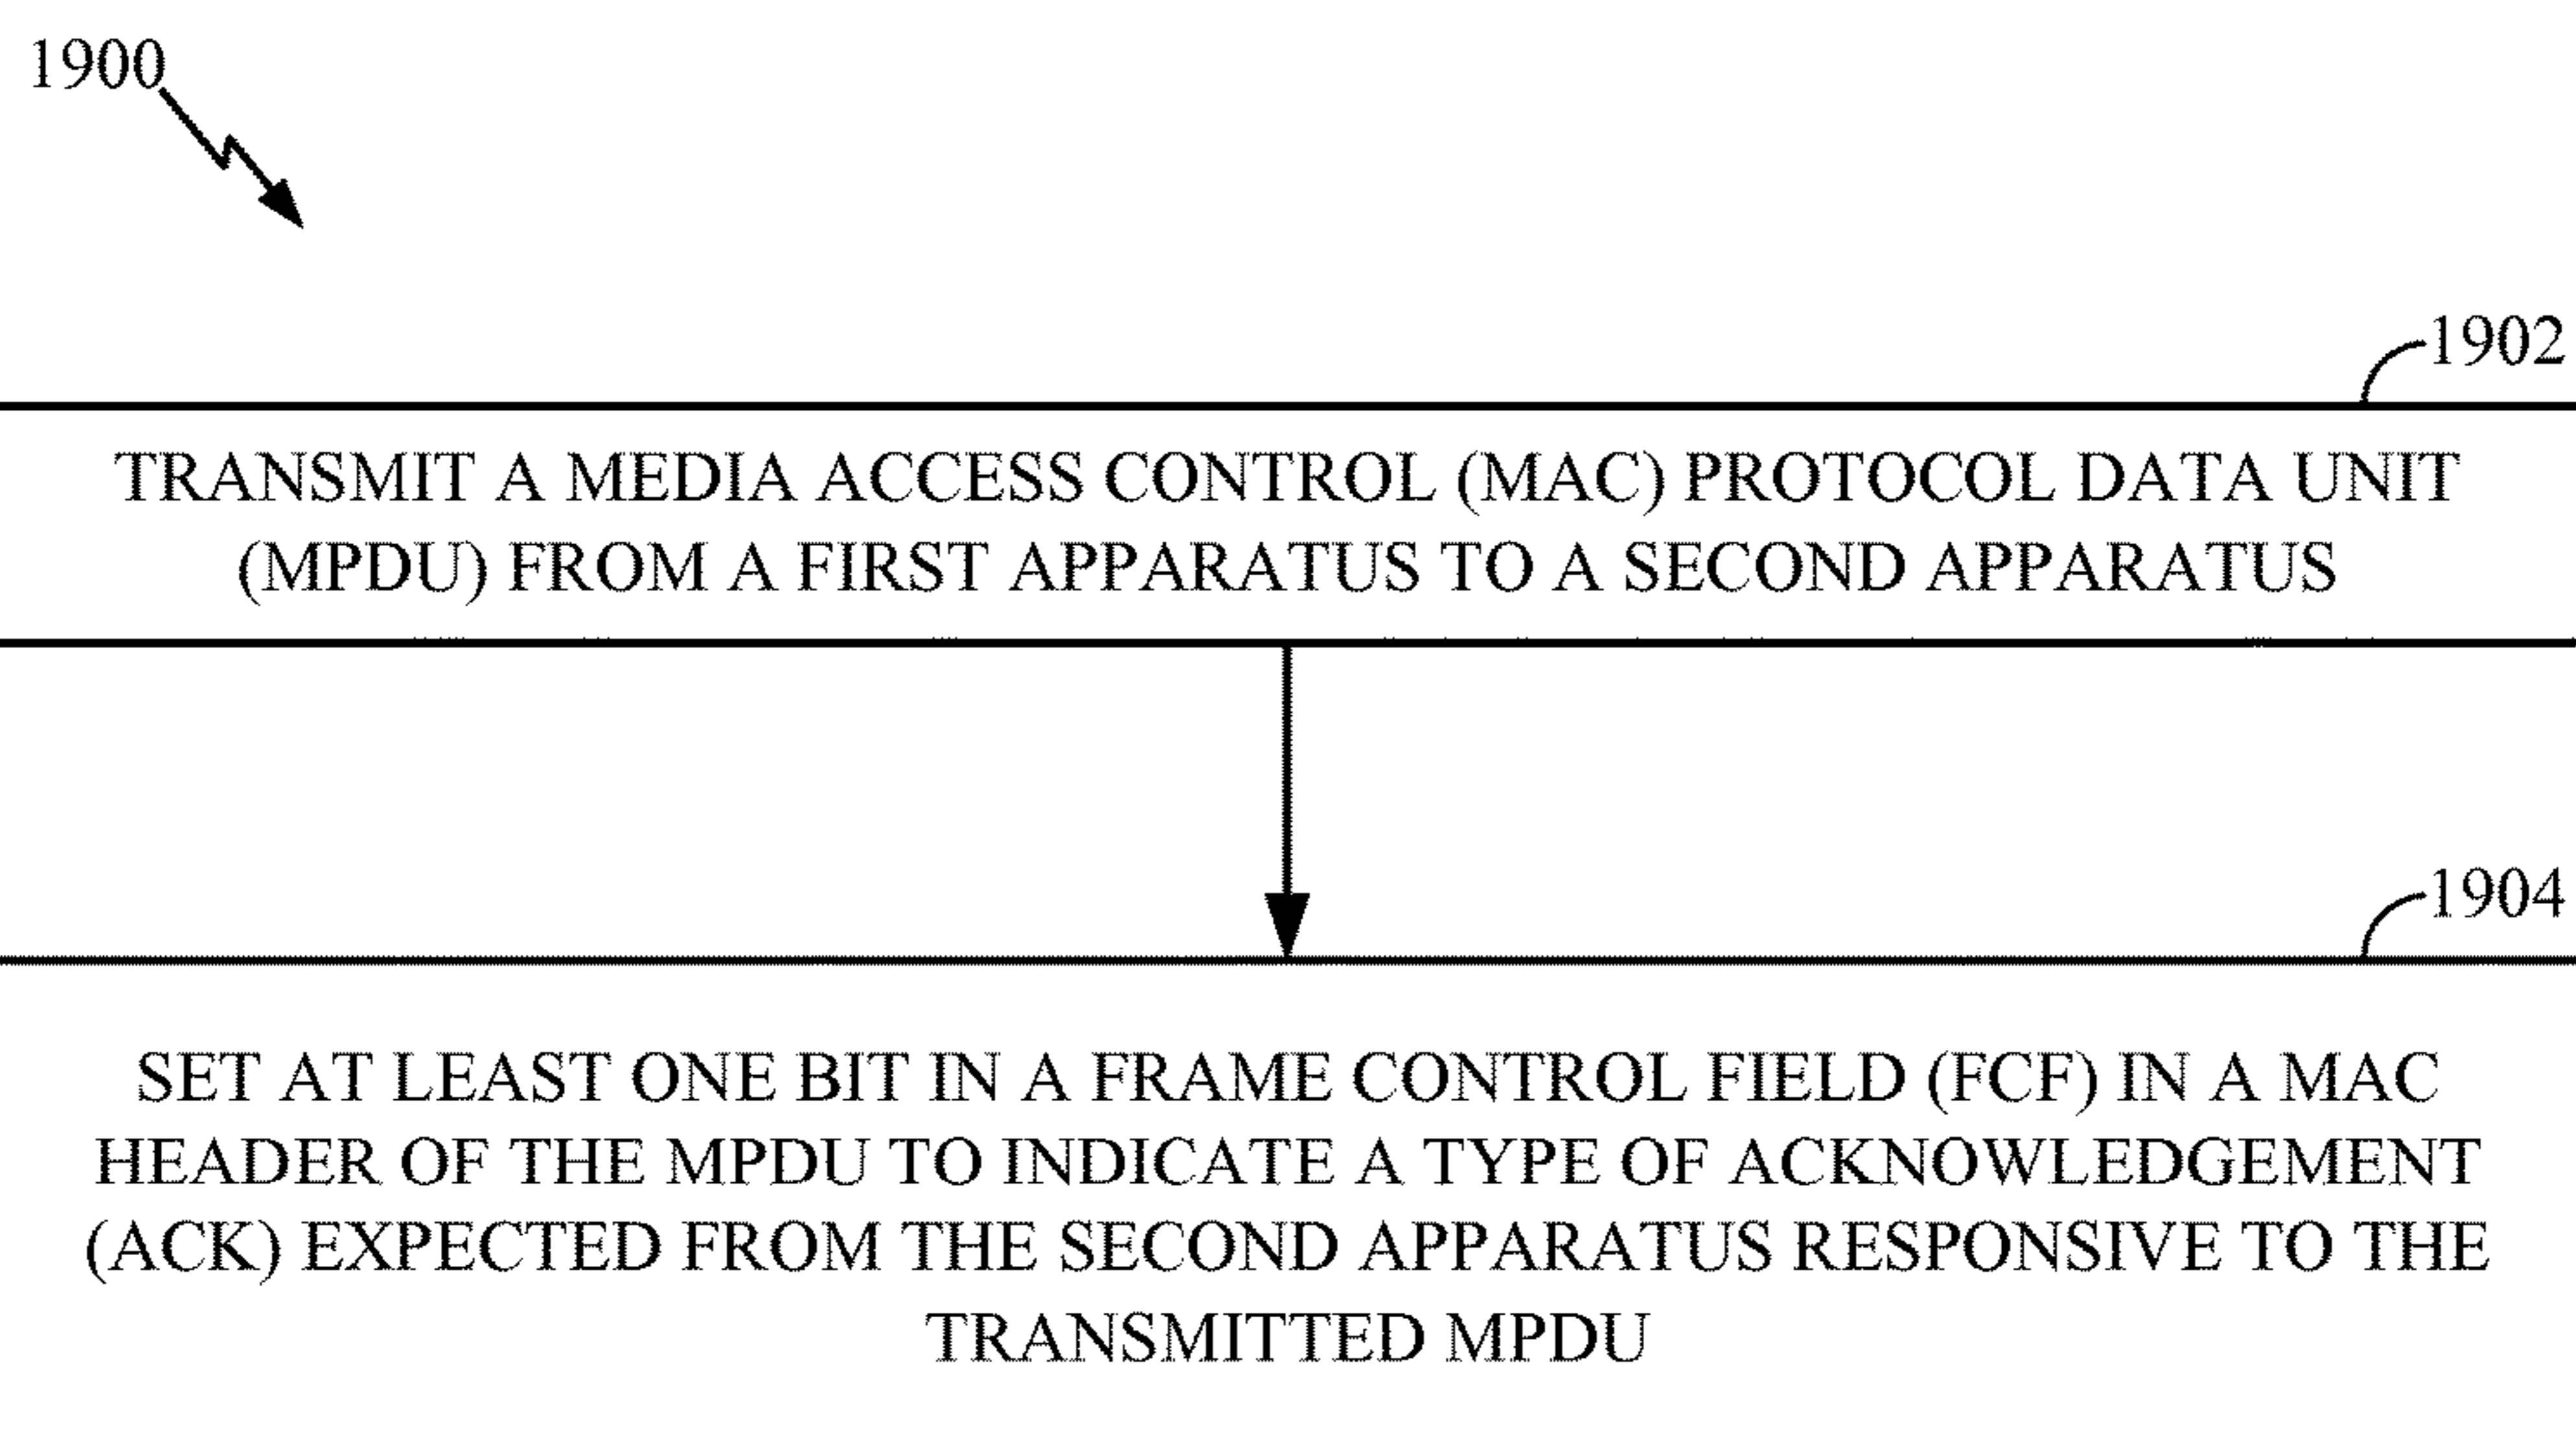 1900
1902
TRANSMIT A MEDIA ACCESS CONTROL (MAC) PROTOCOL DATA UNIT
(MPDU) FROM A FIRST APPARATUS TO A SECOND APPARATUS
1904
SET AT LEAST ONE BIT IN A FRAME CONTROL FIELD (FCF) IN A MAC
HEADER OF THE MPDU TO INDICATE A TYPE OF ACKNOWLEDGEMENT
(ACK) EXPECTED FROM THE SECOND APPARATUS RESPONSIVE TO THE
TRANSMITTED MPDU